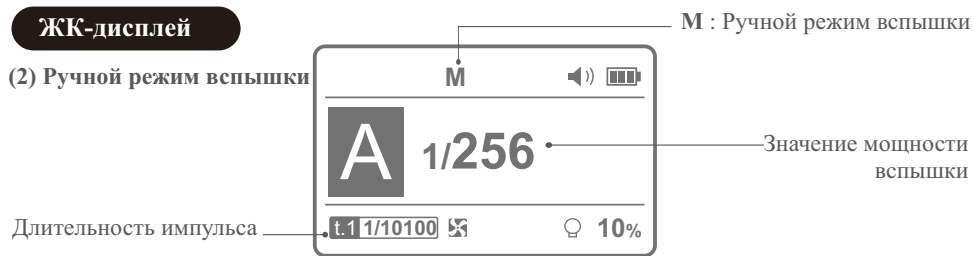 ЖК-дисплей
M : Ручной режим вспышки
(2) Ручной режим вспышки
M
A 1/256
Значение мощности
вспышки
Длительность импульса
t.1 1/10100
10%